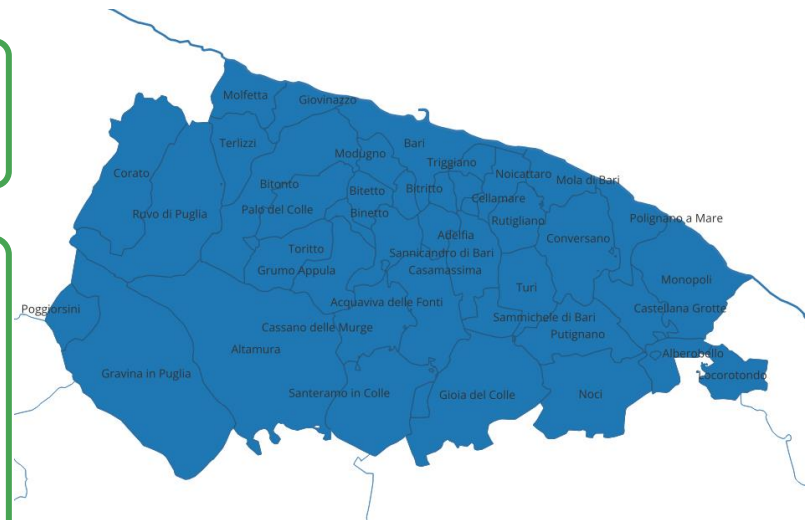 Molfetta
Giovinazzo
Terlizzi
Bari
Modugno
Triggiano
Corato
Noicattaro
Mola di Bari
Bitonto
Bitetto
Bitritto
Cellamare
Ruvo di Puglia
Palo del Colle
Binetto
Rutigliano
Polignano a Mare
Adelfia
Conversano
Toritto
Sannicandro di Bari
Grumo Appula
Casamassima
Monopoli
Turi
Poggiorsini
Acquaviva delle Fonti
Castellana Grotte
Sammichele di Bari
Cassano delle Murge
Putignano
Altamura
Alberobello
Gravina in Puglia
Locorotondo
Santeramo in Colle
Gioia del Colle
Noci